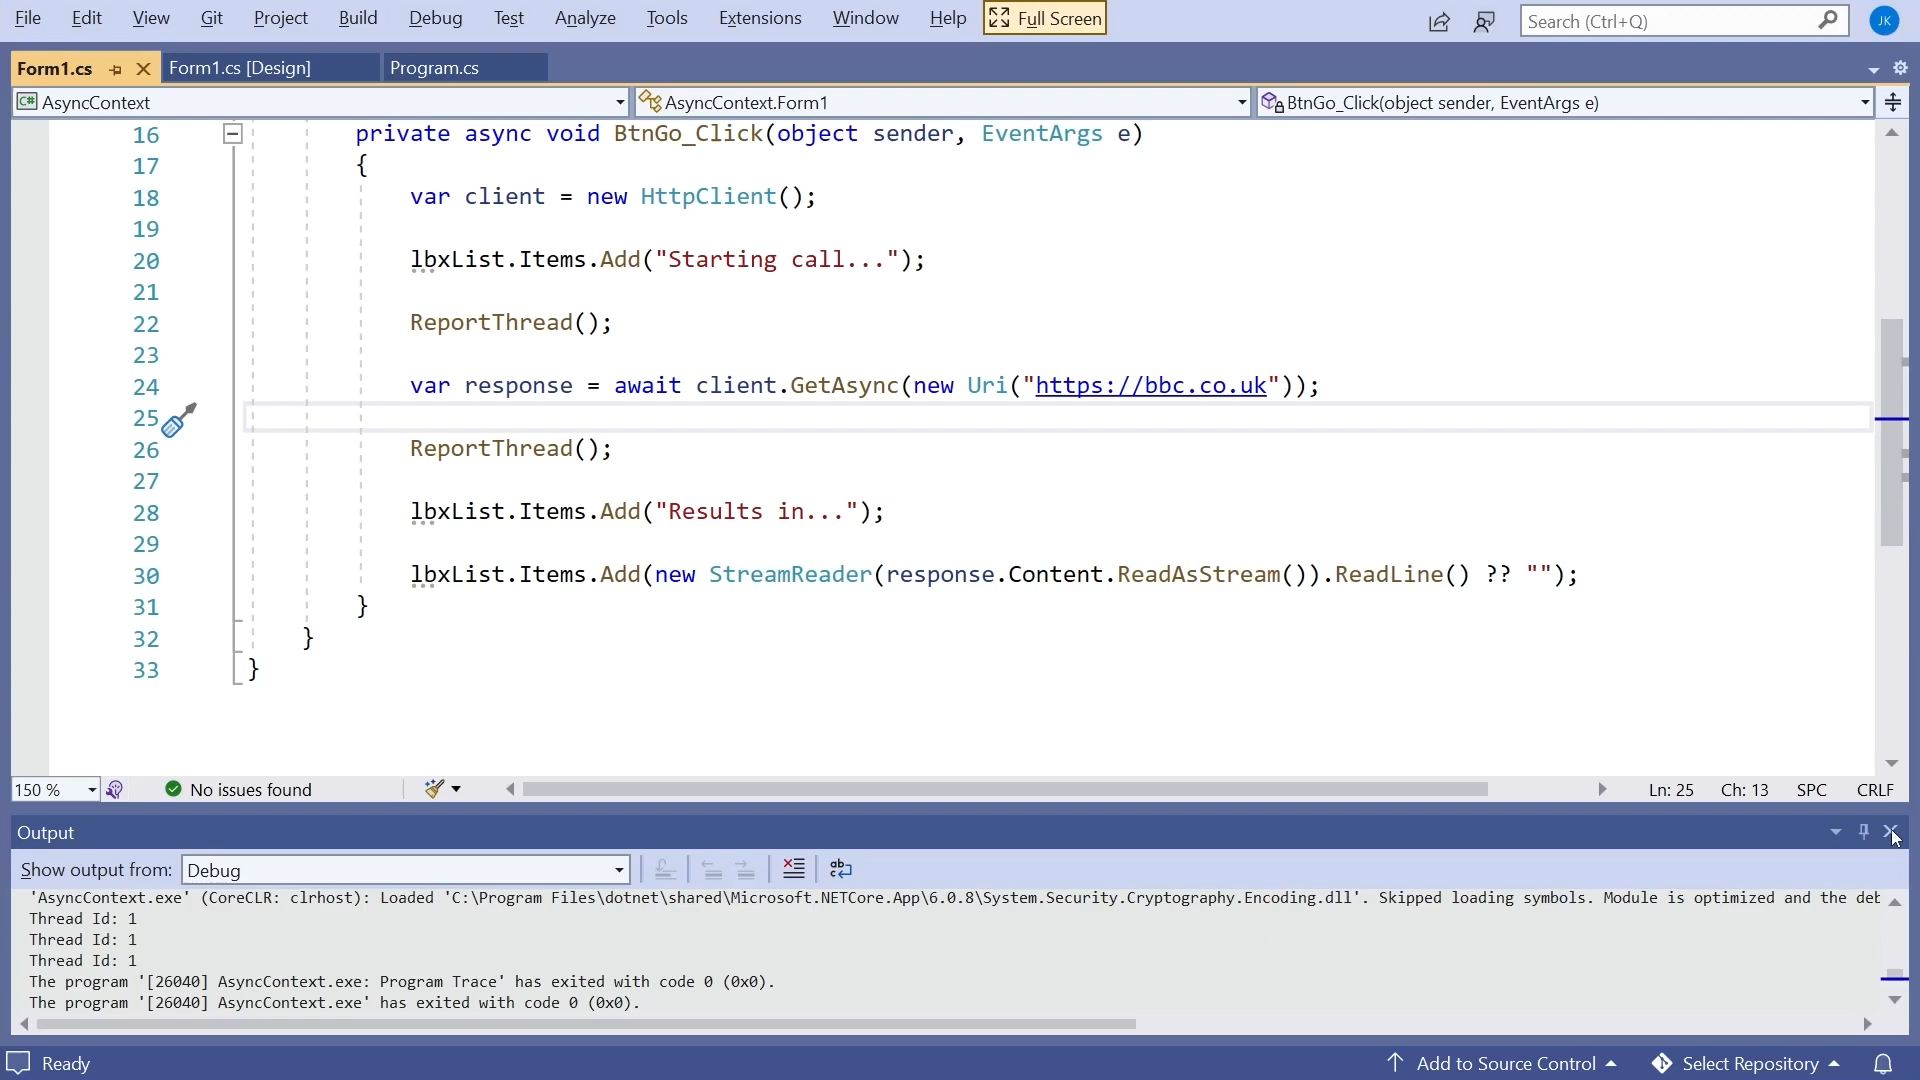 File Edit View Git Project Build Debug Test Analyze Tools Extensions Window Help Full Screen Search (Ctrl+Q) JK
Form1.cs Form1.cs [Design] Program.cs
C# AsyncContext AsyncContext.Form1 BtnGo_Click(object sender, EventArgs e)
16 private async void BtnGo_Click(object sender, EventArgs e)
17 {
18 var client = new HttpClient();
19
20 lbxList.Items.Add("Starting call...");
21
22 ReportThread();
23
24 var response = await client.GetAsync(new Uri("https://bbc.co.uk"));
25
26 ReportThread();
27
28 lbxList.Items.Add("Results in...");
29
30 lbxList.Items.Add(new StreamReader(response.Content.ReadAsStream()).ReadLine() ?? "");
31 }
32 }
33 }
150 % No issues found Ln: 25 Ch: 13 SPC CRLF
Output
Show output from: Debug
'AsyncContext.exe' (CoreCLR: clrhost): Loaded 'C:\Program Files\dotnet\shared\Microsoft.NETCore.App\6.0.8\System.Security.Cryptography.Encoding.dll'. Skipped loading symbols. Module is optimized and the deb
Thread Id: 1
Thread Id: 1
Thread Id: 1
The program '[26040] AsyncContext.exe: Program Trace' has exited with code 0 (0x0).
The program '[26040] AsyncContext.exe' has exited with code 0 (0x0).
Ready Add to Source Control Select Repository